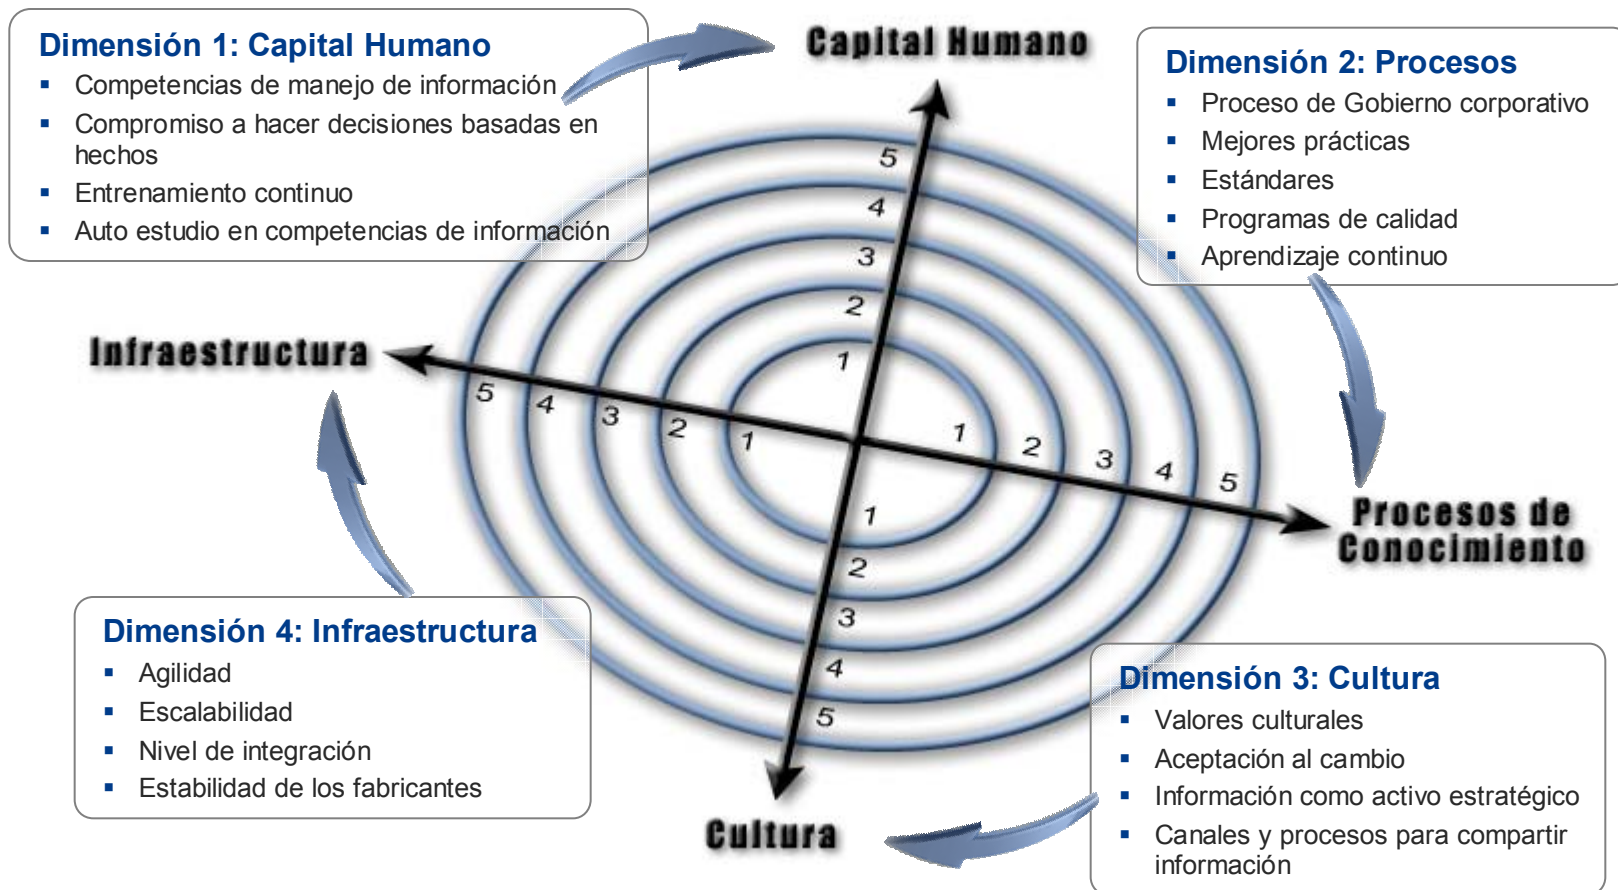 Dimensión 1: Capital Humano
Competencias de manejo de información
Compromiso a hacer decisiones basadas en
hechos
Entrenamiento continuo
Auto estudio en competencias de información
Capital Humano
Dimensión 2: Procesos
Proceso de Gobierno corporativo
Mejores prácticas
Estándares
Programas de calidad
Aprendizaje continuo
5
4
3
2
1
Infraestructura
5
4
3
2
1
1
2
3
4
5
Procesos de
Conocimiento
1
2
3
4
5
Cultura
Dimensión 4: Infraestructura
Agilidad
Escalabilidad
Nivel de integración
Estabilidad de los fabricantes
Dimensión 3: Cultura
Valores culturales
Aceptación al cambio
Información como activo estratégico
Canales y procesos para compartir
información